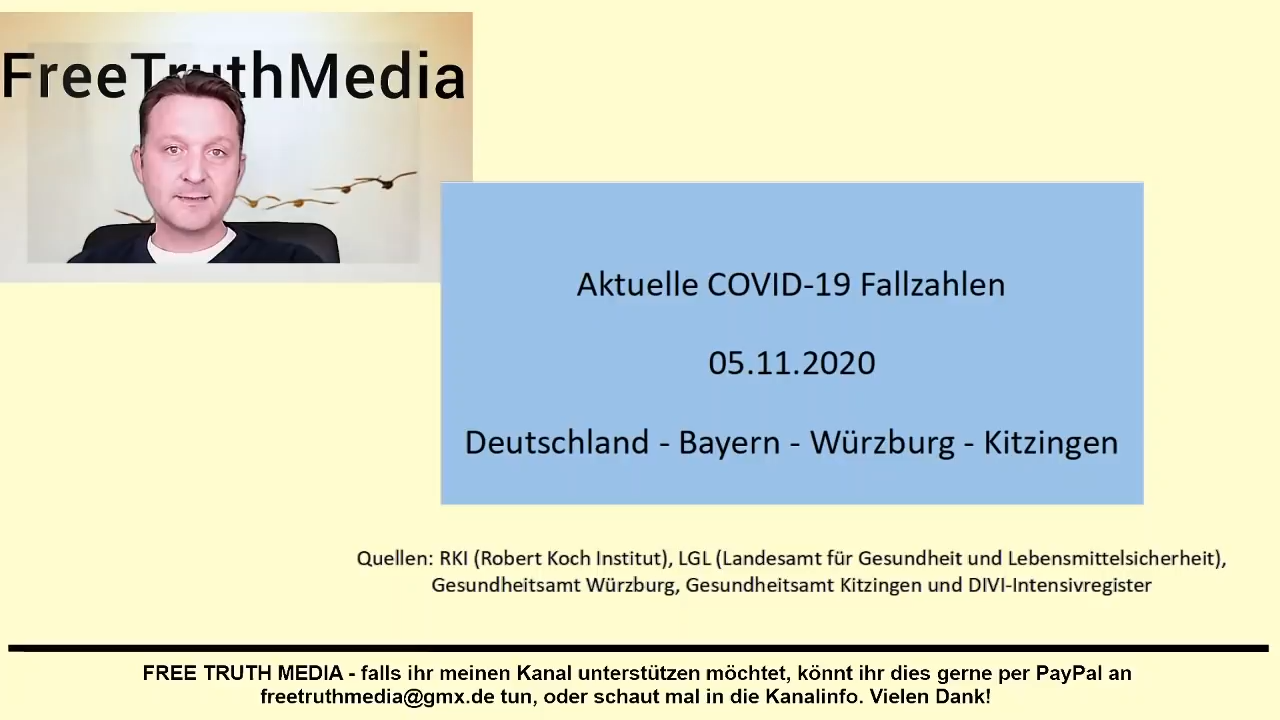 FreeTruthMedia
Aktuelle COVID-19 Fallzahlen
05.11.2020
Deutschland - Bayern - Würzburg - Kitzingen
Quellen: RKI (Robert Koch Institut), LGL (Landesamt für Gesundheit und Lebensmittelsicherheit),
Gesundheitsamt Würzburg, Gesundheitsamt Kitzingen und DIVI-Intensivregister
FREE TRUTH MEDIA - falls ihr meinen Kanal unterstützen möchtet, könnt ihr dies gerne per PayPal an
freetruthmedia@gmx.de tun, oder schaut mal in die Kanalinfo. Vielen Dank!